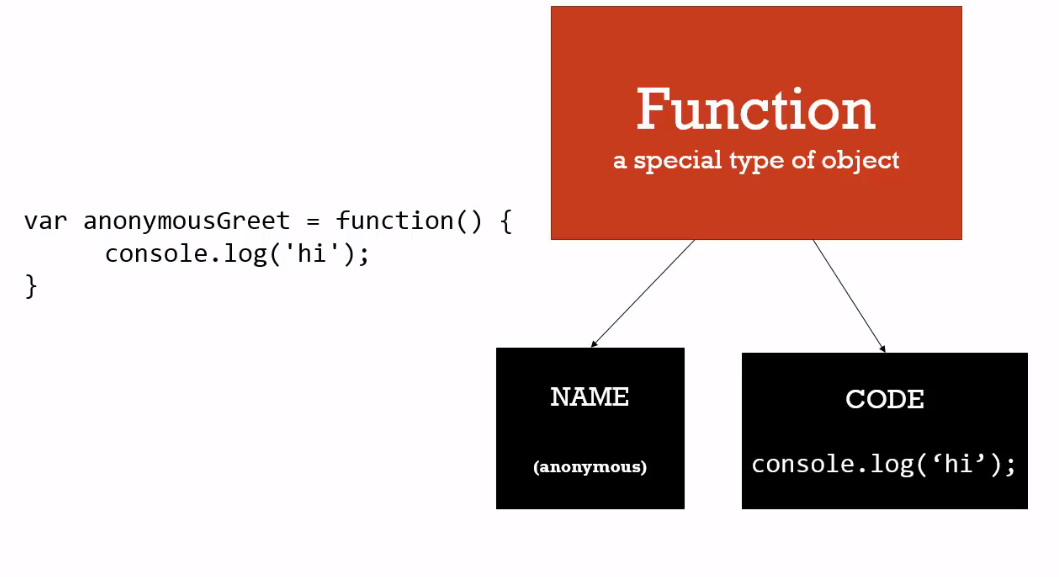 Function
a special type of object
var anonymousGreet = function() {
console.log('hi');
}
NAME
(anonymous)
CODE
console.log(‘hi’);